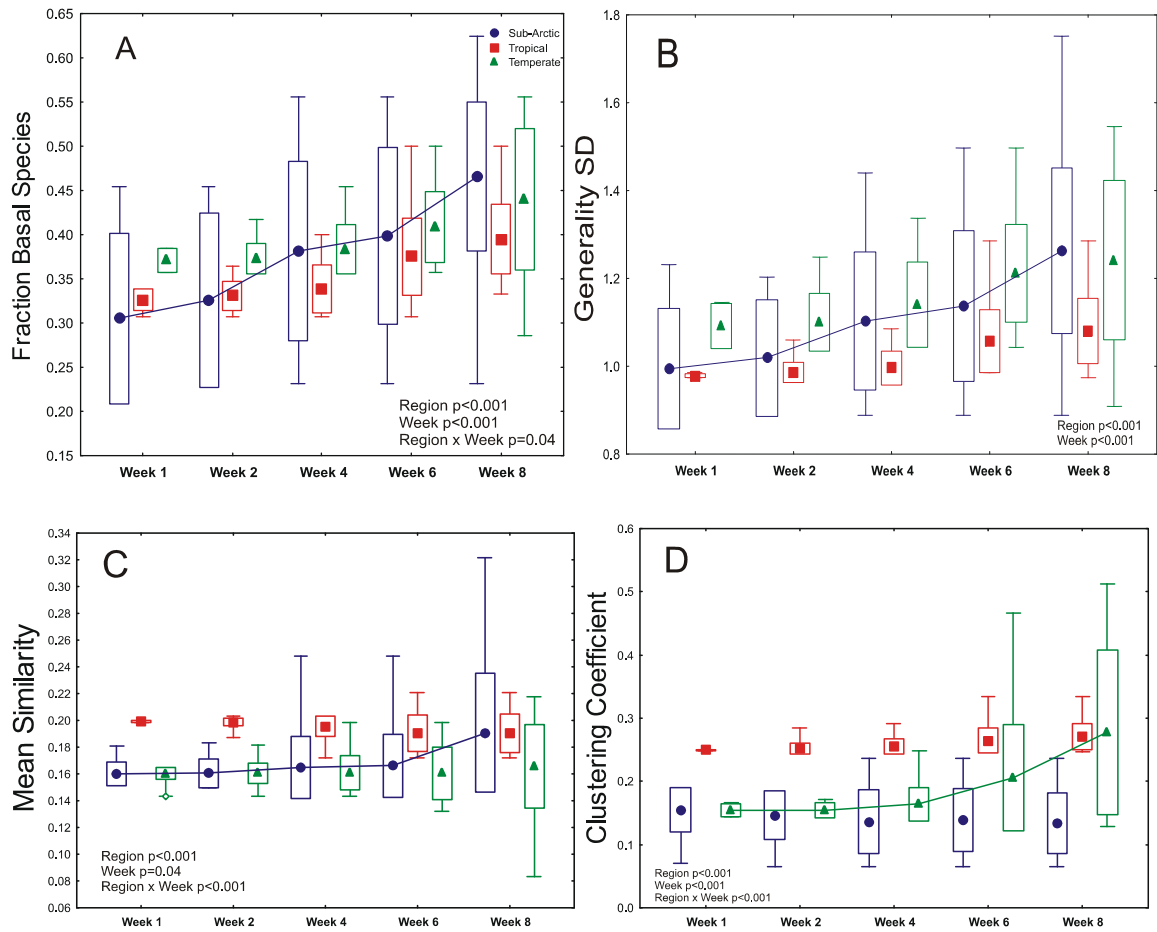 A
Sub-Arctic
Tropical
Temperate
Fraction Basal Species
0.65
0.60
0.55
0.50
0.45
0.40
0.35
0.30
0.25
0.20
0.15
Region p<0.001
Week p<0.001
Region x Week p=0.04
Week 1 Week 2 Week 4 Week 6 Week 8
B
Generality SD
1.8
1.6
1.4
1.2
1.0
0.8
Region p<0.001
Week p<0.001
Week 1 Week 2 Week 4 Week 6 Week 8
C
Mean Similarity
0.34
0.32
0.30
0.28
0.26
0.24
0.22
0.20
0.18
0.16
0.14
0.12
0.10
0.08
0.06
Region p<0.001
Week p=0.04
Region x Week p<0.001
Week 1 Week 2 Week 4 Week 6 Week 8
D
Clustering Coefficient
0.6
0.5
0.4
0.3
0.2
0.1
0.0
Region p<0.001
Week p<0.001
Region x Week p<0.001
Week 1 Week 2 Week 4 Week 6 Week 8